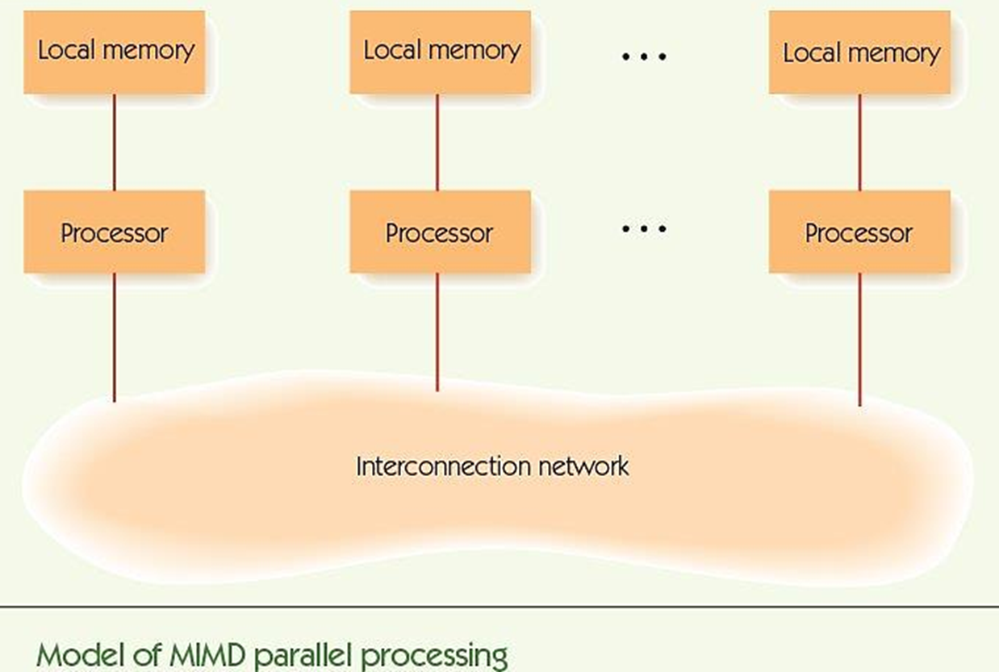 Local memory Local memory ... Local memory
Processor Processor ... Processor
Interconnection network
Model of MIMD parallel processing